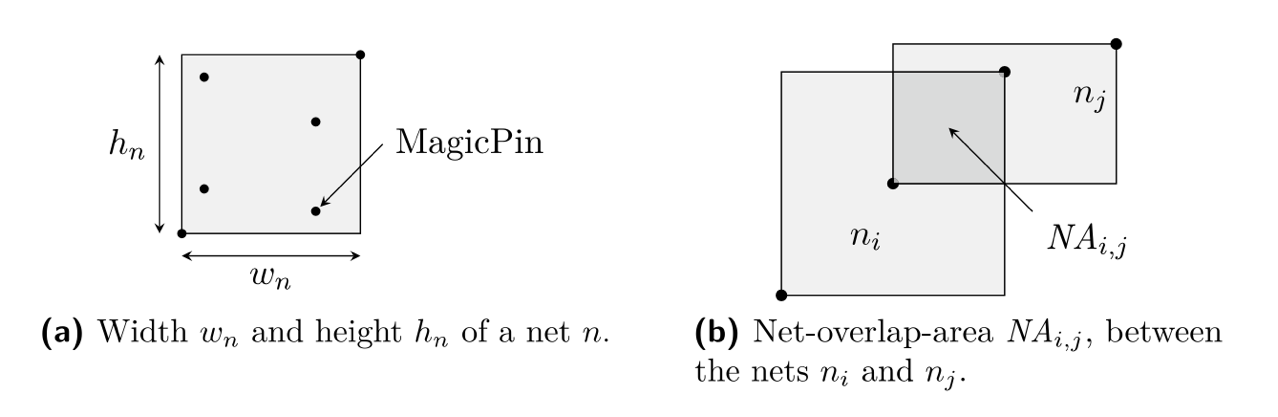 h_n
MagicPin
w_n
(a) Width w_n and height h_n of a net n.
n_j
n_i
NA_{i,j}
(b) Net-overlap-area NA_{i,j}, between
the nets n_i and n_j.